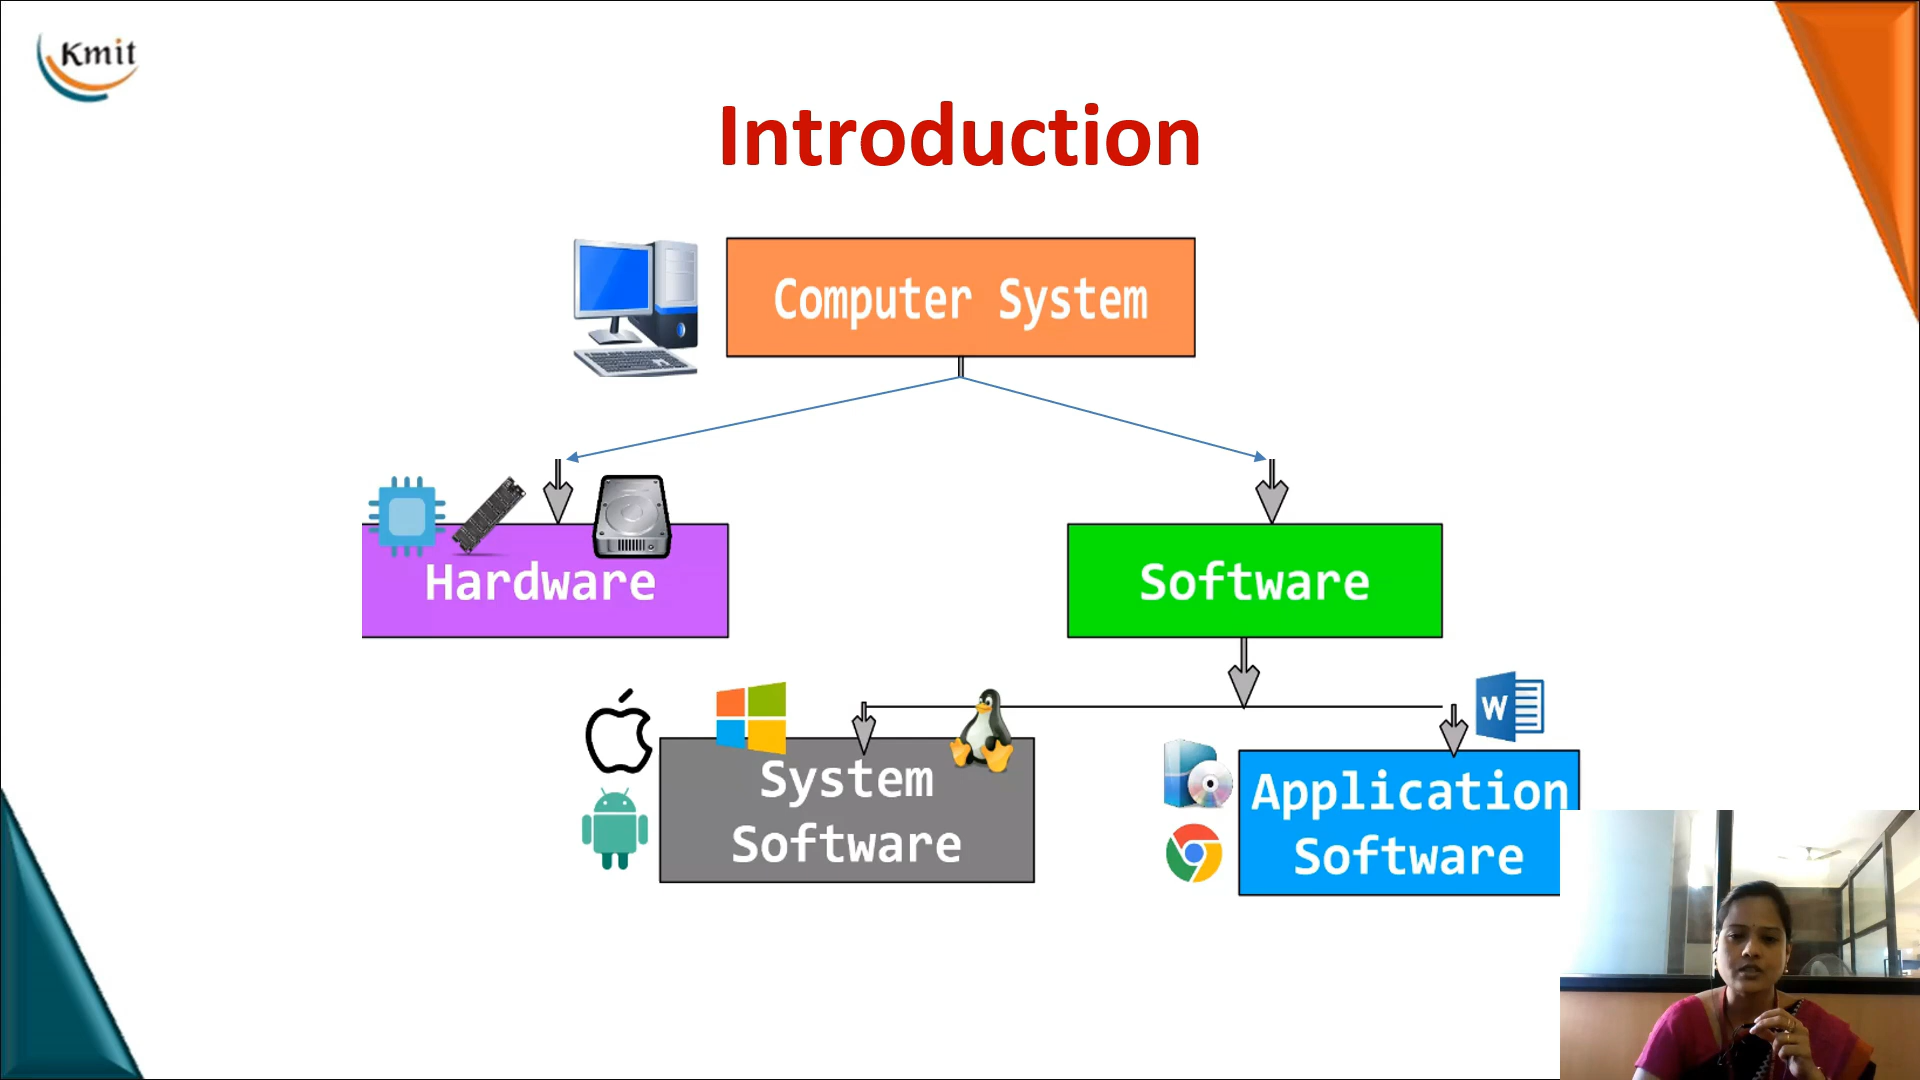 Kmit
Introduction
Computer System
Hardware
Software
System
Software
W
Application
Software